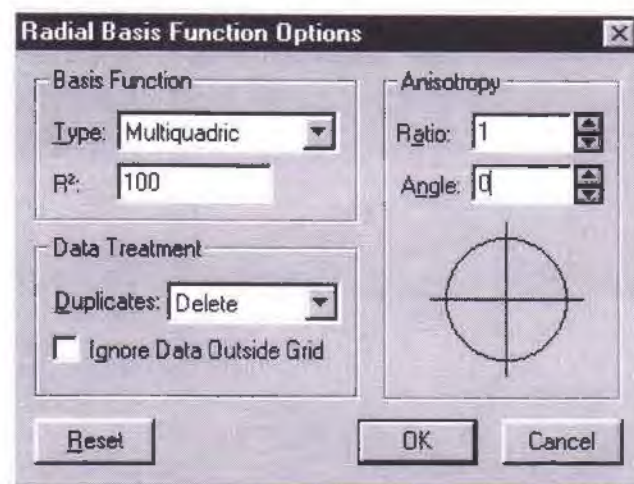 Radial Basis Function Options
Basis Function
Type: Multiquadric
R²: 100
Data Treatment
Duplicates: Delete
Ignore Data Outside Grid
Anisotropy
Ratio: 1
Angle: 0
Reset
OK
Cancel